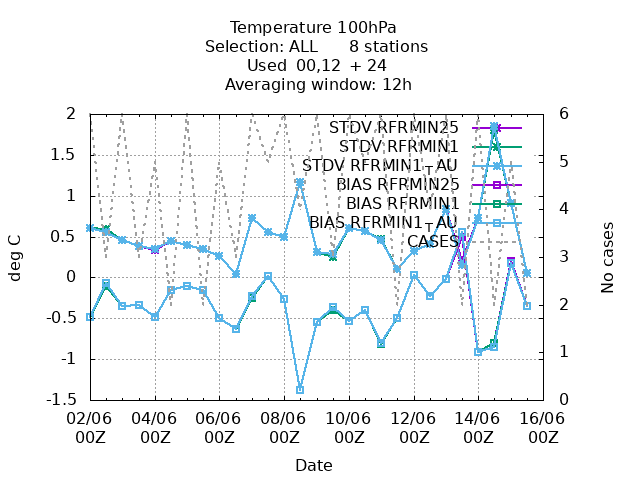 Temperature 100hPa
Selection: ALL 8 stations
Used 00,12 + 24
Averaging window: 12h
2
1.5
1
0.5
0
-0.5
-1
-1.5
deg C
6
5
4
3
2
1
0
No cases
STDV RFRMIN25
STDV RFRMIN1
STDV RFRMIN1TAU
BIAS RFRMIN25
BIAS RFRMIN1
BIAS RFRMIN1TAU
CASES
02/06 04/06 06/06 08/06 10/06 12/06 14/06 16/06
00Z 00Z 00Z 00Z 00Z 00Z 00Z 00Z
Date